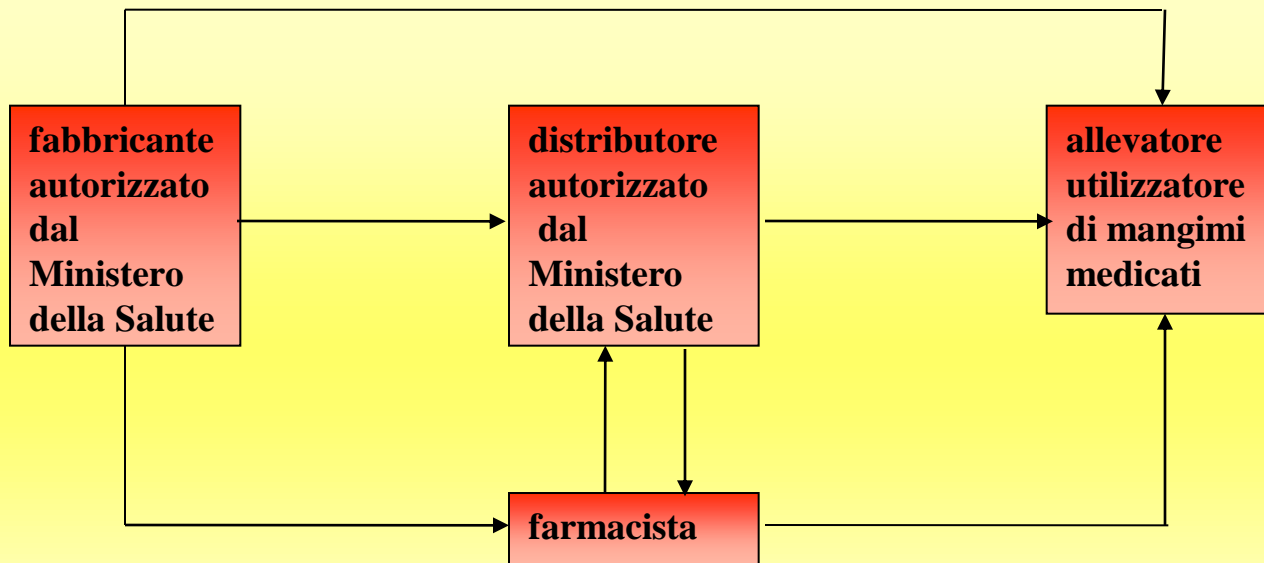 fabbricante
autorizzato
dal
Ministero
della Salute
distributore
autorizzato
dal
Ministero
della Salute
allevatore
utilizzatore
di mangimi
medicati
farmacista